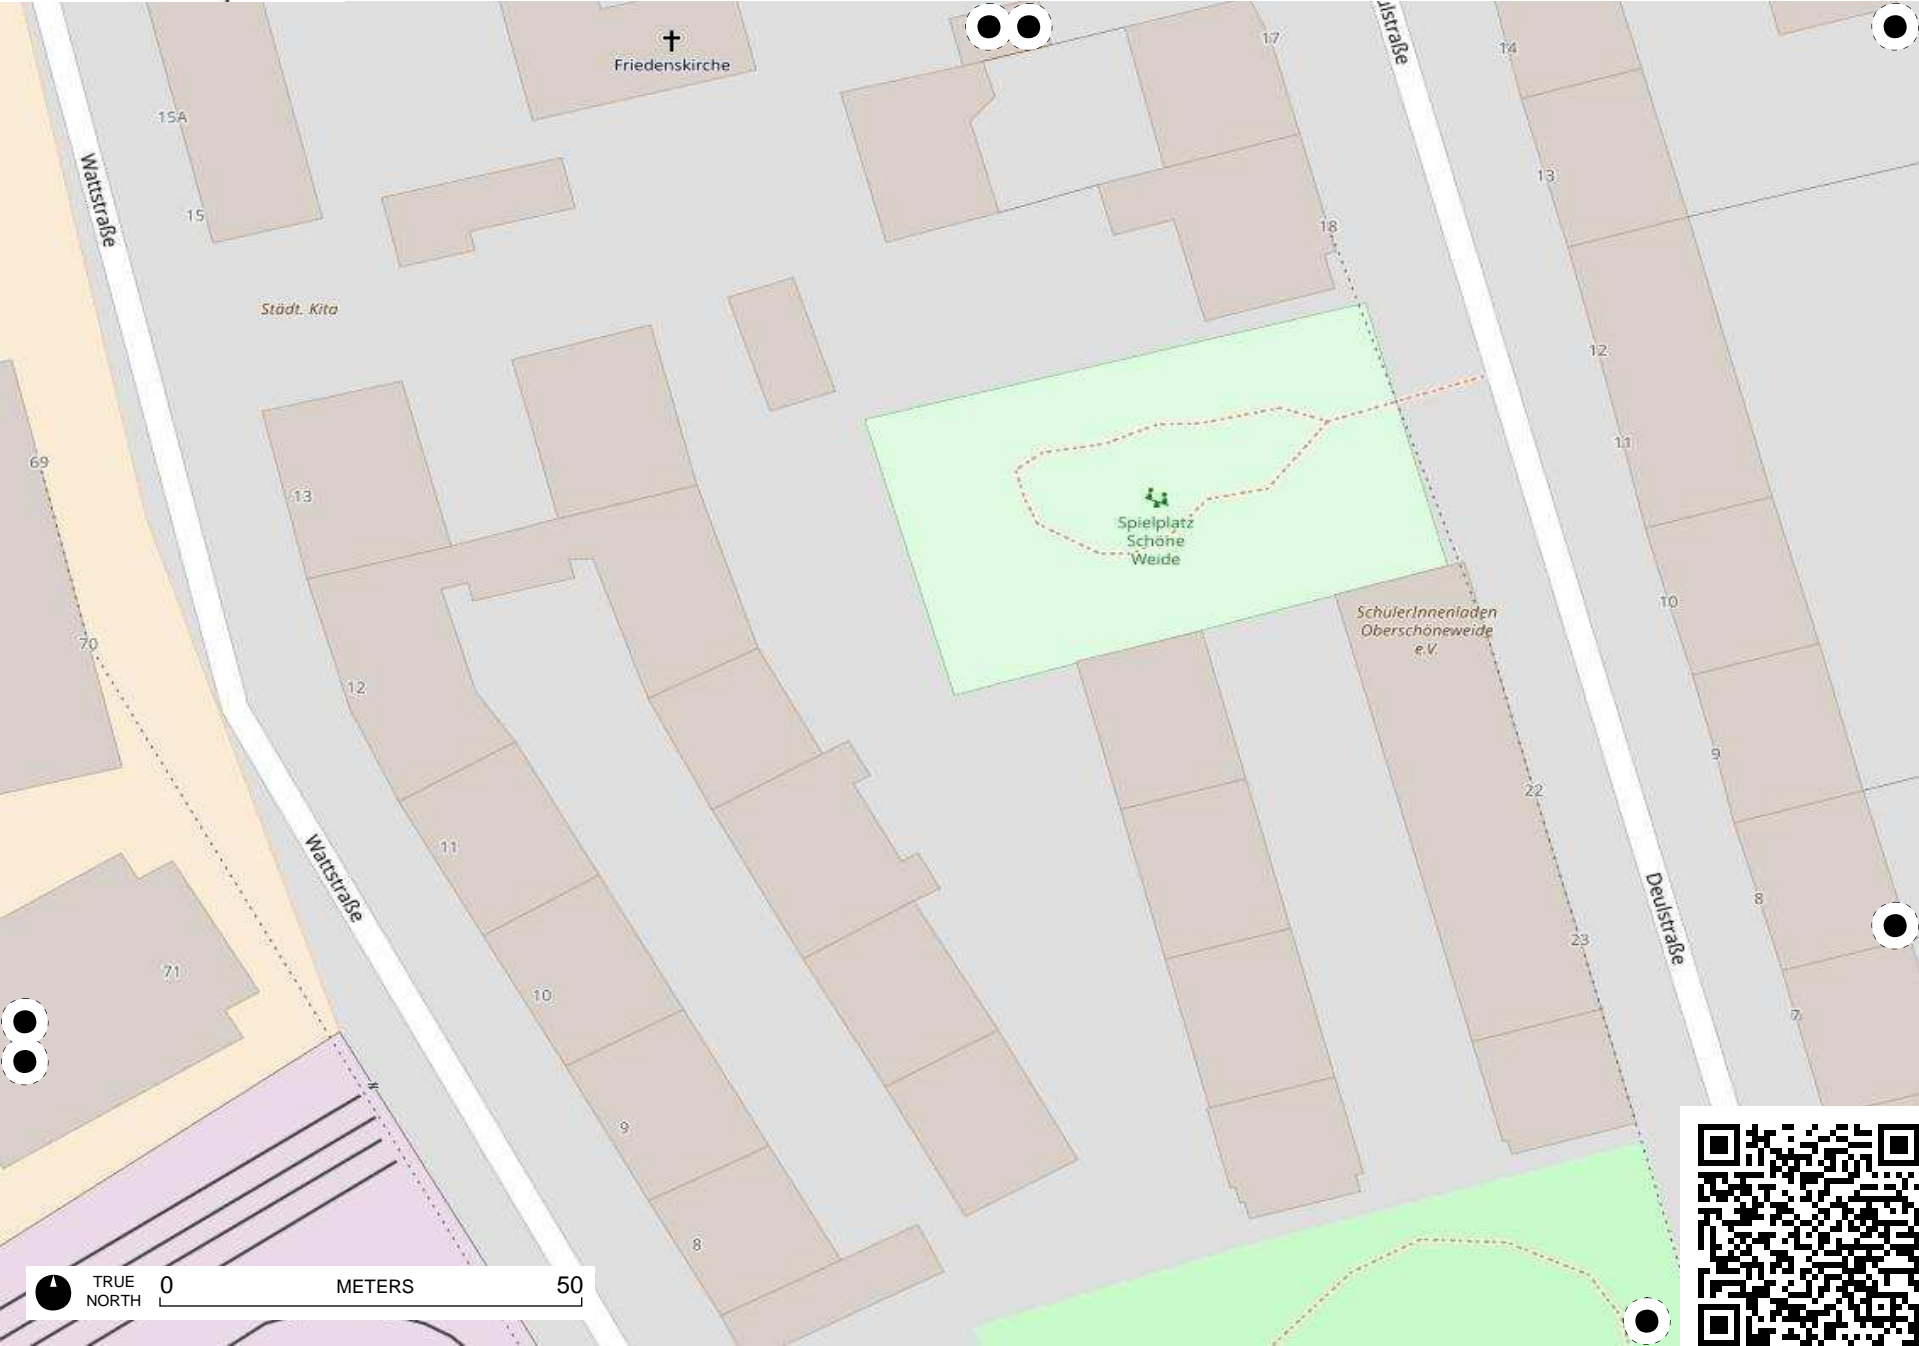 17
ulstraße
14
Friedenskirche
15A
13
Wattstraße
15
18
Städt. Kita
12
69
11
13
Spielplatz
Schöne
Weide
10
SchülerInnenladen
Oberschöneweide
e.V.
70
12
9
22
11
Wattstraße
8
Deulstraße
23
71
10
7
9
8
TRUE
NORTH
0 METERS 50